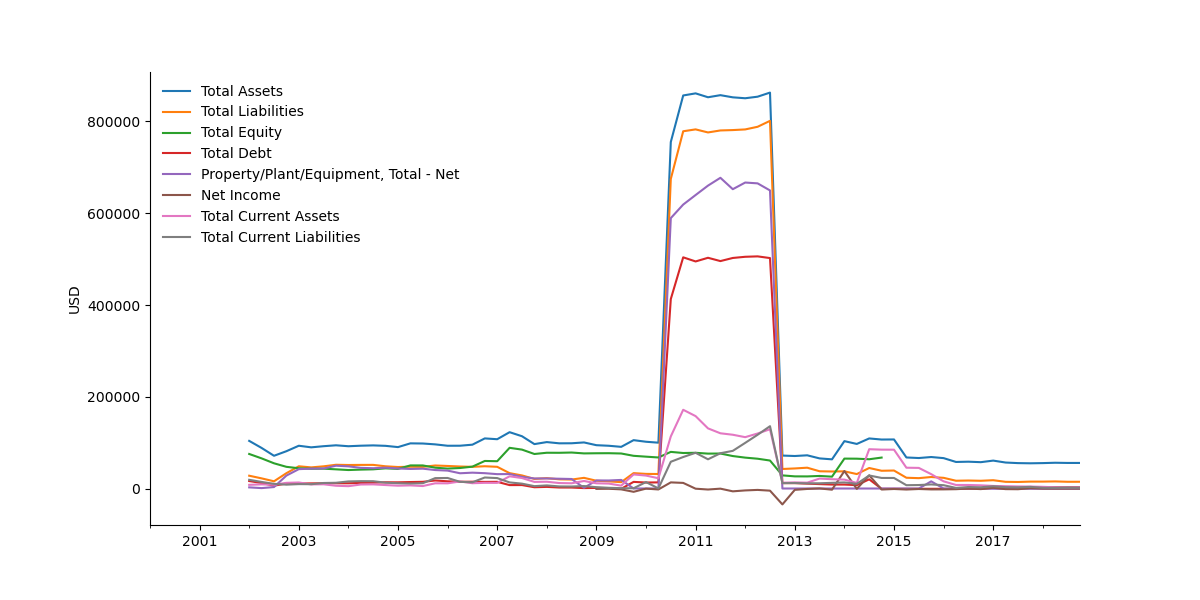 Total Assets
Total Liabilities
Total Equity
Total Debt
Property/Plant/Equipment, Total - Net
Net Income
Total Current Assets
Total Current Liabilities
USD
800000
600000
400000
200000
0
2001 2003 2005 2007 2009 2011 2013 2015 2017